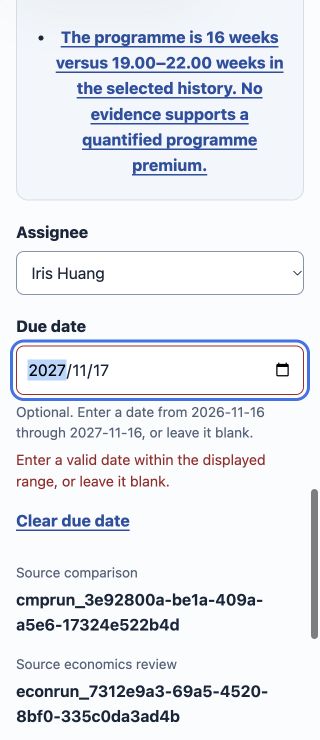 • The programme is 16 weeks
versus 19.00–22.00 weeks in
the selected history. No
evidence supports a
quantified programme
premium.
Assignee
Iris Huang
Due date
2027/11/17
Optional. Enter a date from 2026-11-16
through 2027-11-16, or leave it blank.
Enter a valid date within the displayed
range, or leave it blank.
Clear due date
Source comparison
cmprun_3e92800a-be1a-409a-
a5e6-17324e522b4d
Source economics review
econrun_7312e9a3-69a5-4520-
8bf0-335c0da3ad4b